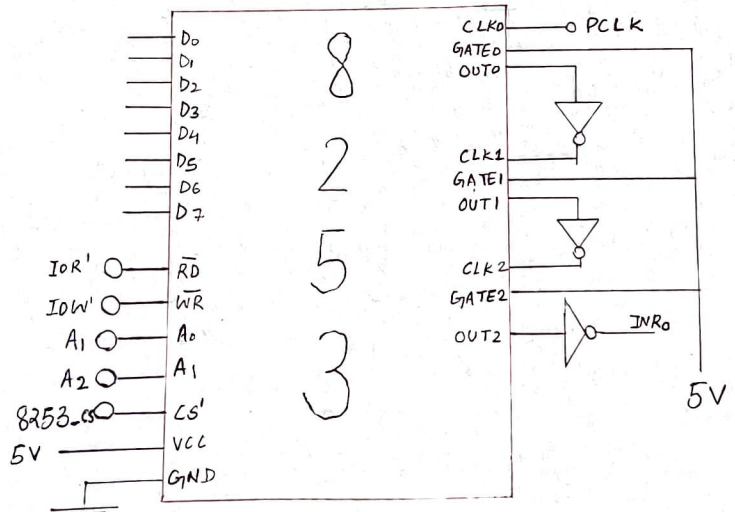 D0
D1
D2
D3
D4
D5
D6
D7
IOR' RD
IOW' WR
A1 A0
A2 A1
8253_CS CS'
5V VCC
GND
8
2
5
3
CLK0 PCLK
GATE0
OUT0
CLK1
GATE1
OUT1
CLK2
GATE2
OUT2 INR0
5V